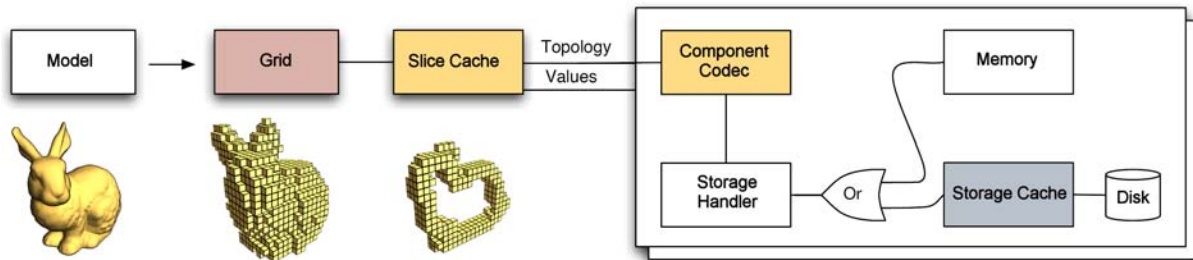 Model
Grid
Slice Cache
Topology
Values
Component
Codec
Memory
Storage
Handler
Or
Storage Cache
Disk